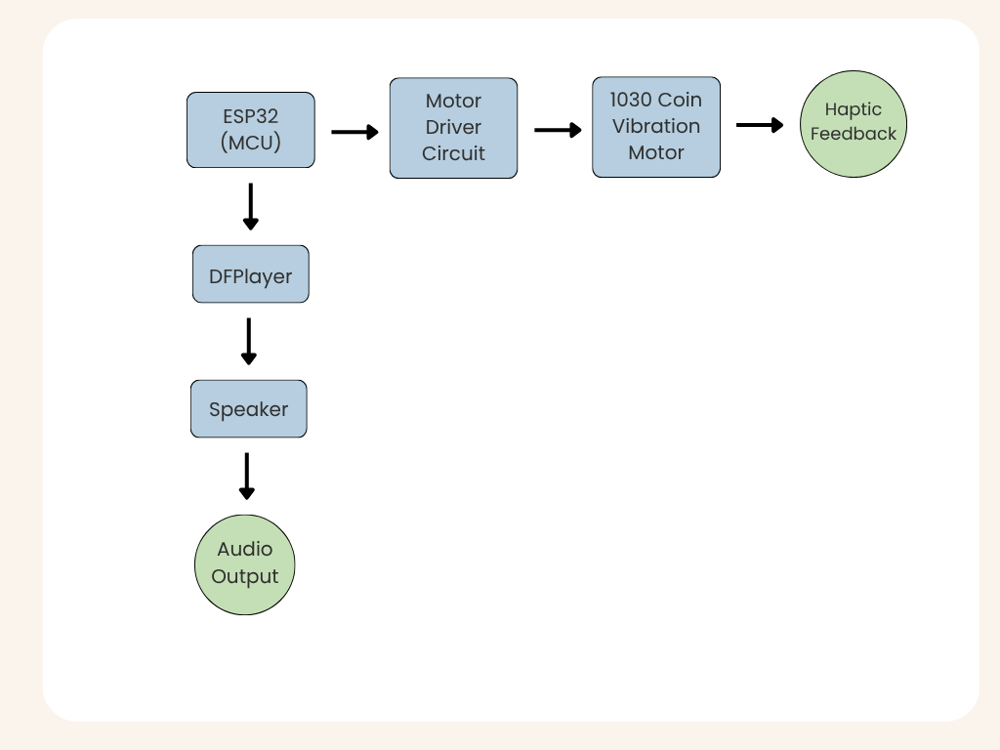 ESP32
(MCU)
Motor
Driver
Circuit
1030 Coin
Vibration
Motor
Haptic
Feedback
DFPlayer
Speaker
Audio
Output